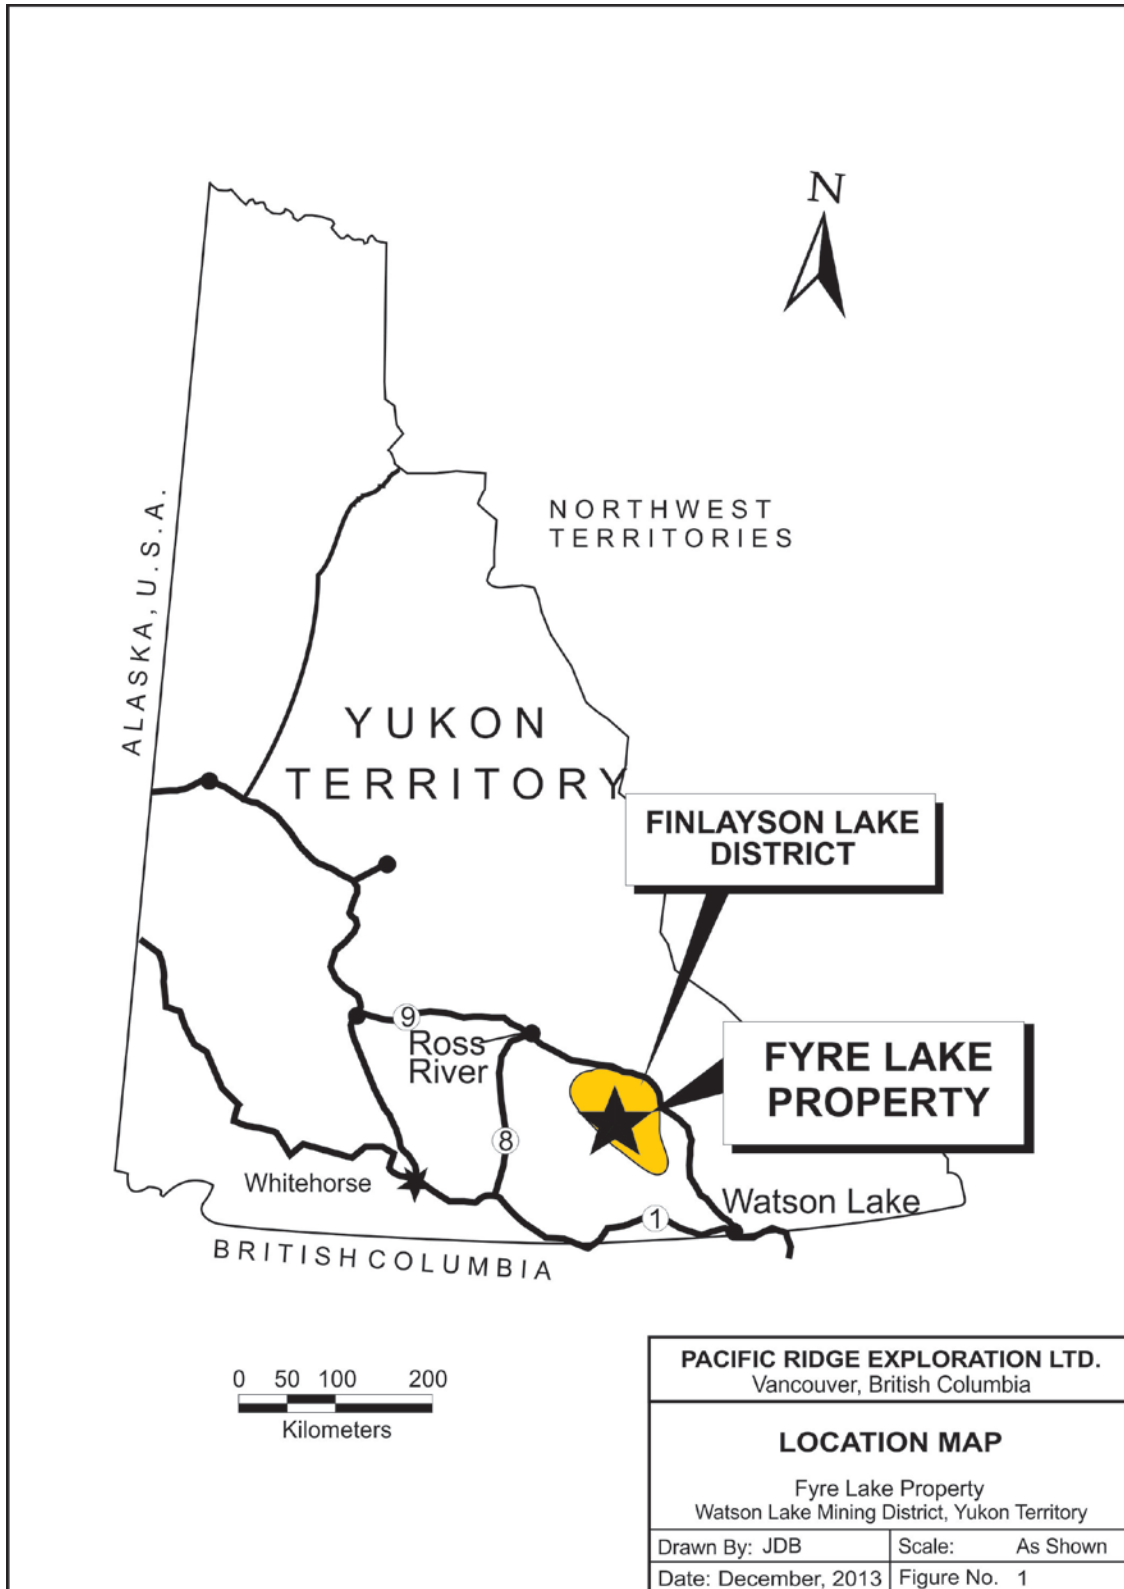 N
NORTHWEST
TERRITORIES
ALASKA, U.S.A.
YUKON
TERRITORY
FINLAYSON LAKE
DISTRICT
9
Ross
River
FYRE LAKE
PROPERTY
8
Whitehorse
Watson Lake
1
BRITISH COLUMBIA
0 50 100 200
Kilometers
PACIFIC RIDGE EXPLORATION LTD.
Vancouver, British Columbia
LOCATION MAP
Fyre Lake Property
Watson Lake Mining District, Yukon Territory
Drawn By: JDB
Scale: As Shown
Date: December, 2013
Figure No. 1